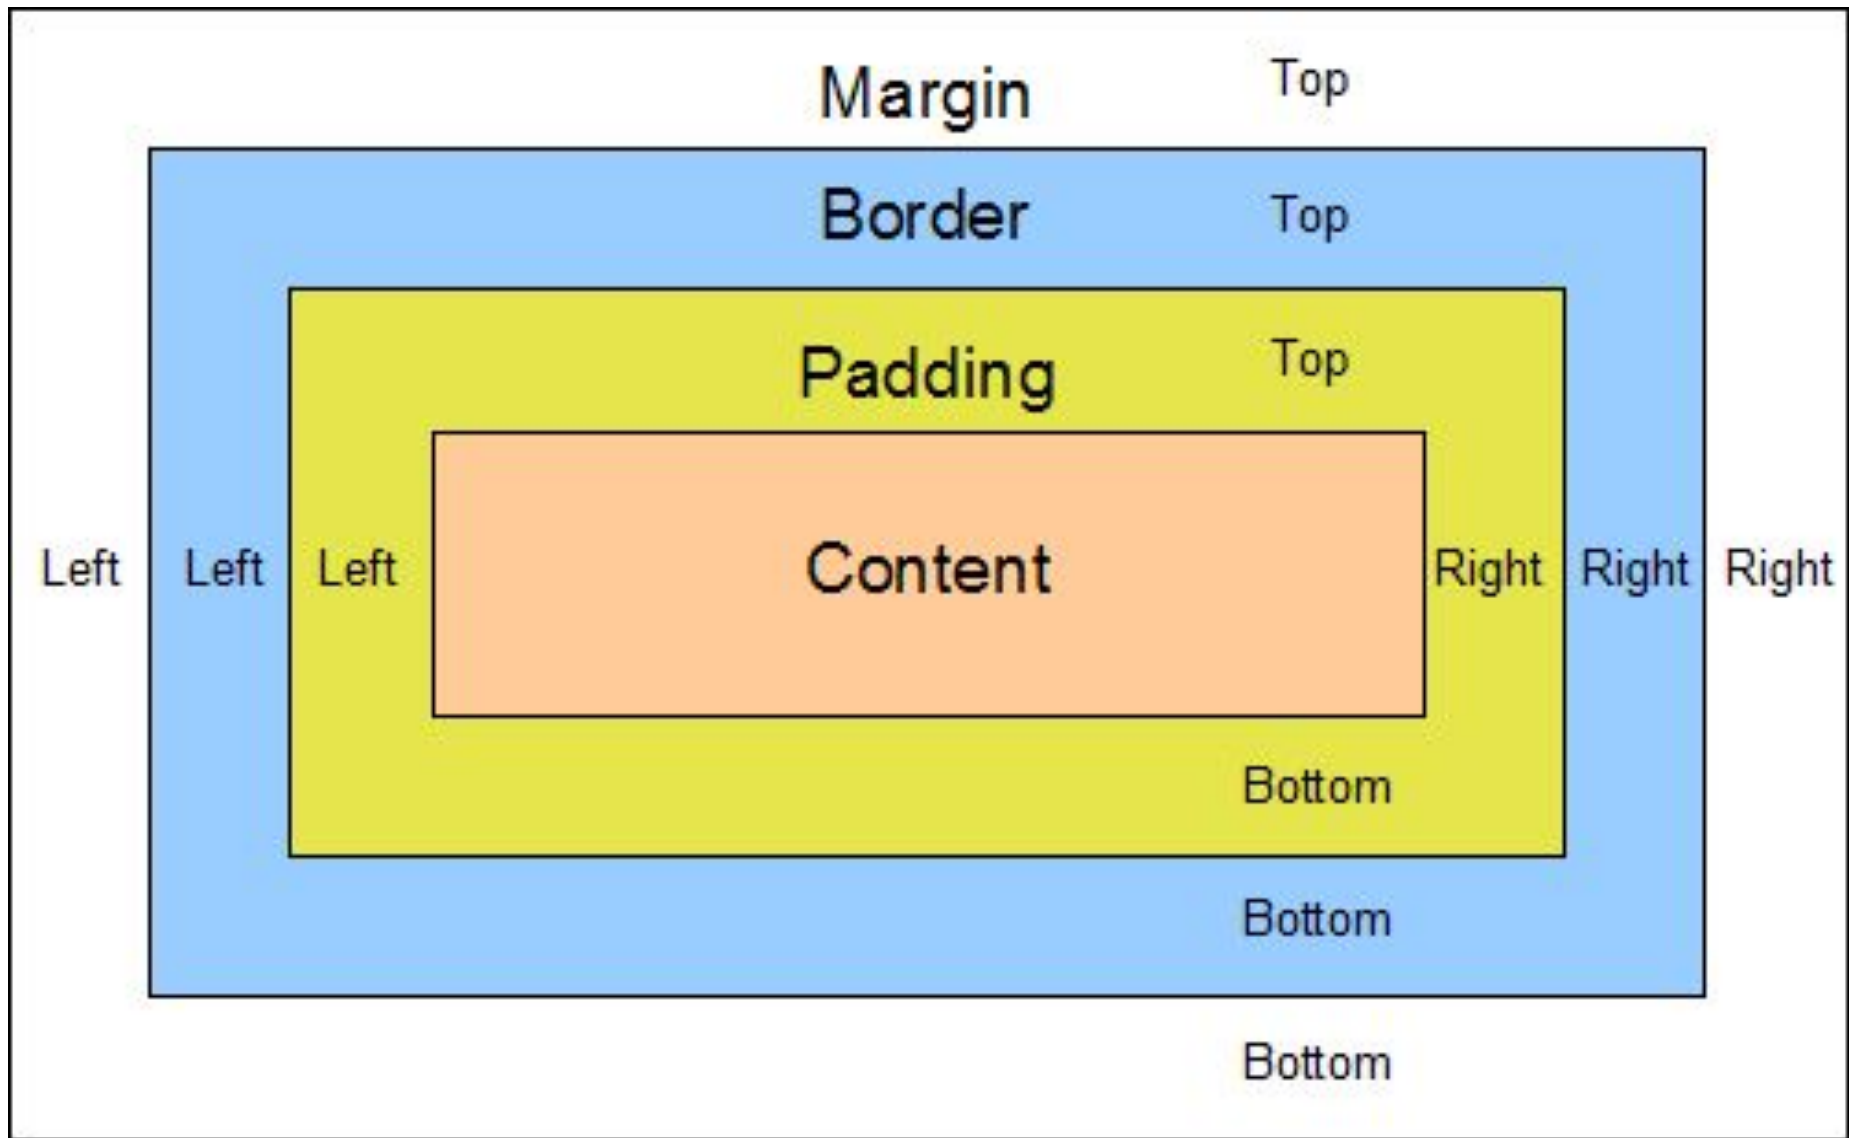 Margin Top
Border Top
Padding Top
Left Left Left Content Right Right Right
Bottom
Bottom
Bottom